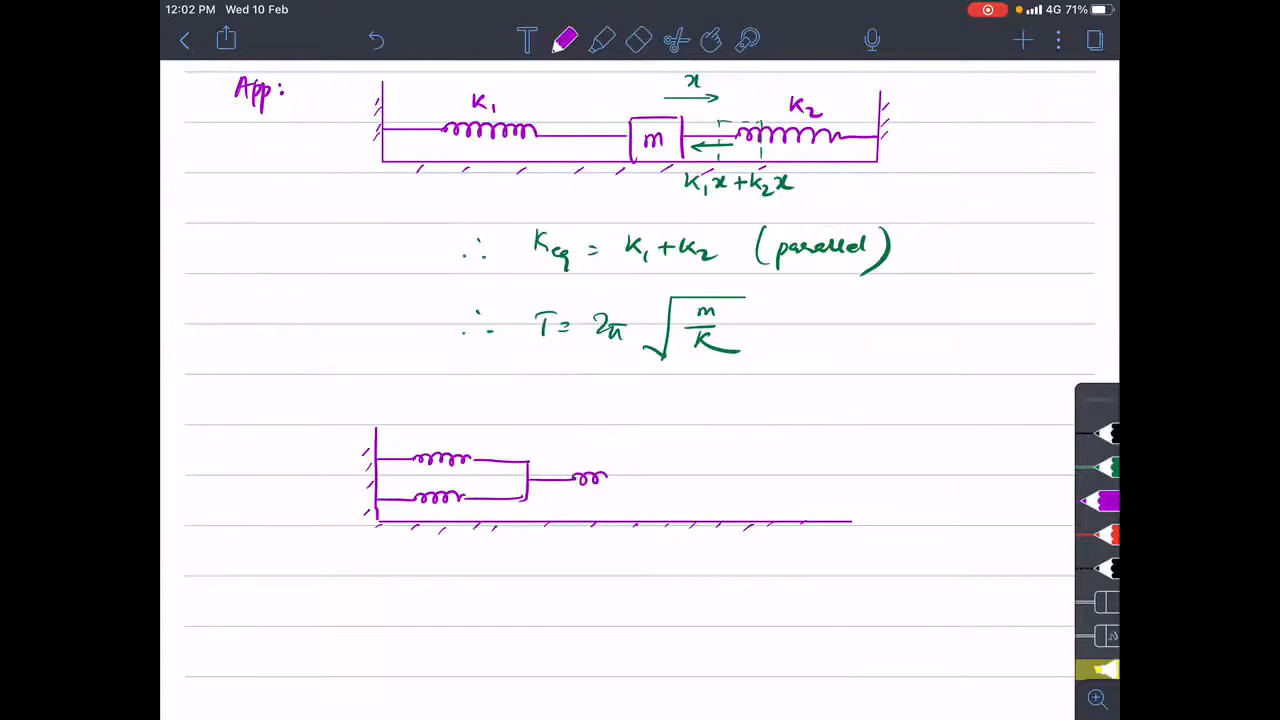 12:02 PM Wed 10 Feb 4G 71%
App:
x
K1 K2
m
K1x + K2x
∴ Keq = K1 + K2 (parallel)
∴ T = 2π √(m/K)